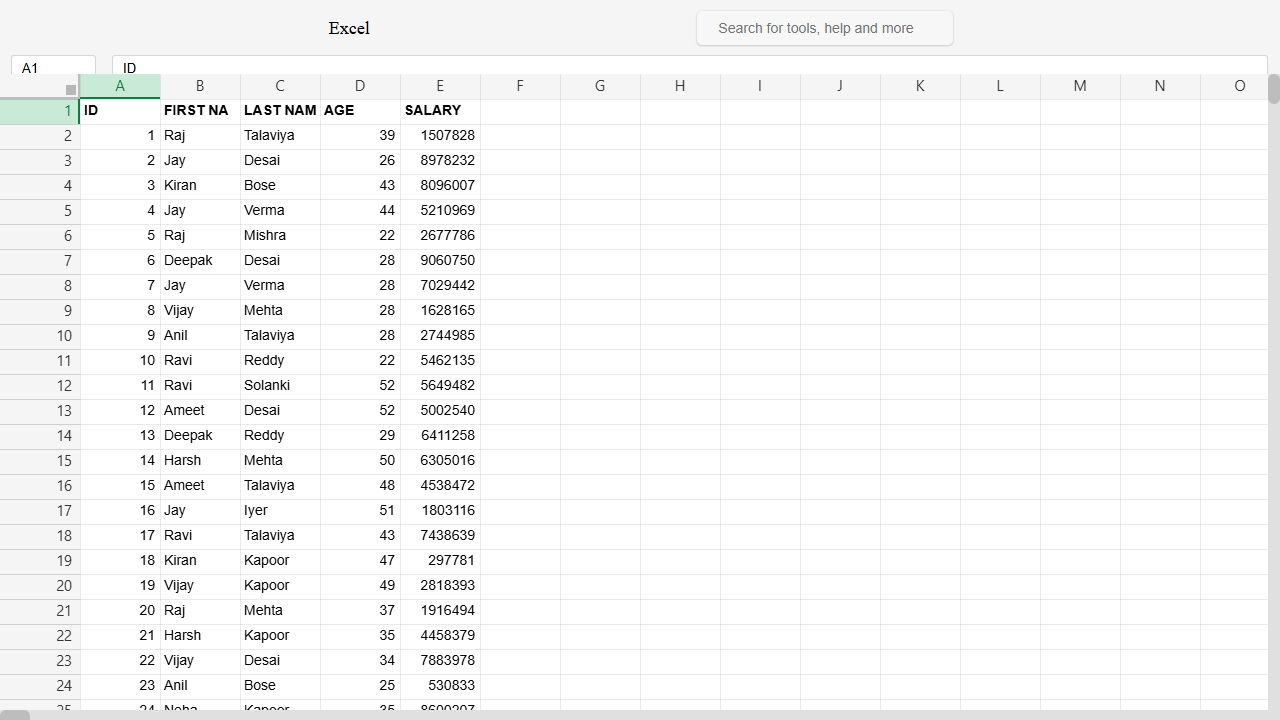 Excel
Search for tools, help and more
A1 ID
A B C D E F G H I J K L M N O
1 ID FIRST NA LAST NAM AGE SALARY
2 1 Raj Talaviya 39 1507828
3 2 Jay Desai 26 8978232
4 3 Kiran Bose 43 8096007
5 4 Jay Verma 44 5210969
6 5 Raj Mishra 22 2677786
7 6 Deepak Desai 28 9060750
8 7 Jay Verma 28 7029442
9 8 Vijay Mehta 28 1628165
10 9 Anil Talaviya 28 2744985
11 10 Ravi Reddy 22 5462135
12 11 Ravi Solanki 52 5649482
13 12 Ameet Desai 52 5002540
14 13 Deepak Reddy 29 6411258
15 14 Harsh Mehta 50 6305016
16 15 Ameet Talaviya 48 4538472
17 16 Jay Iyer 51 1803116
18 17 Ravi Talaviya 43 7438639
19 18 Kiran Kapoor 47 297781
20 19 Vijay Kapoor 49 2818393
21 20 Raj Mehta 37 1916494
22 21 Harsh Kapoor 35 4458379
23 22 Vijay Desai 34 7883978
24 23 Anil Bose 25 530833
25 24 Neha Kapoor 35